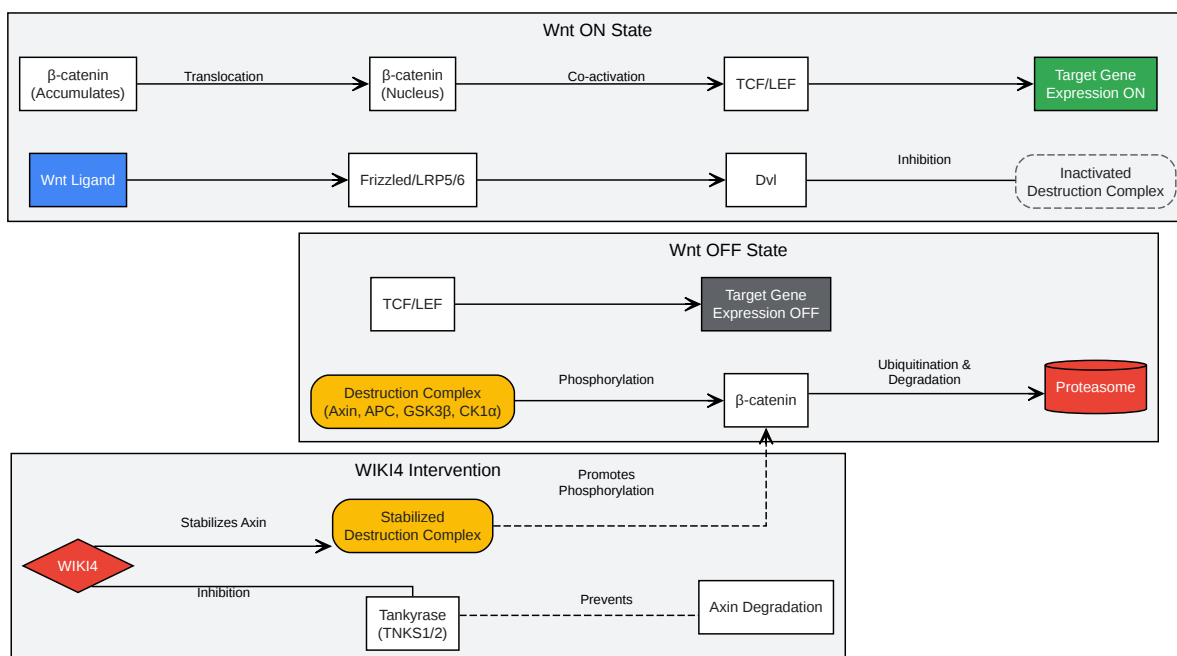 Wnt ON State
β-catenin
(Accumulates)
Translocation
β-catenin
(Nucleus)
Co-activation
TCF/LEF
Target Gene
Expression ON
Wnt Ligand
Frizzled/LRP5/6
Dvl
Inhibition
Inactivated
Destruction Complex
Wnt OFF State
TCF/LEF
Target Gene
Expression OFF
Destruction Complex
(Axin, APC, GSK3β, CK1α)
Phosphorylation
β-catenin
Ubiquitination &
Degradation
Proteasome
WIKI4 Intervention
WIKI4
Stabilizes Axin
Stabilized
Destruction Complex
Promotes
Phosphorylation
Inhibition
Tankyrase
(TNKS1/2)
Prevents
Axin Degradation